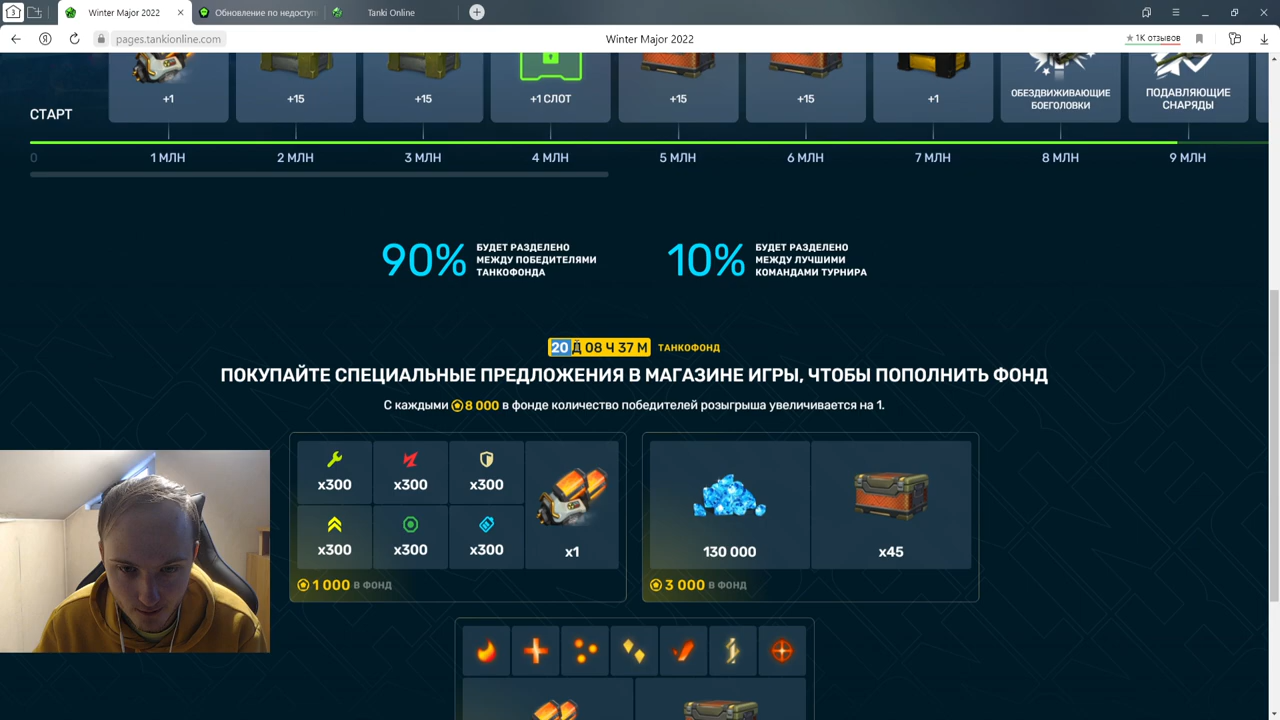 3
Winter Major 2022
Обновление по недоступ
Tanki Online
pages.tankionline.com
Winter Major 2022
1K отзывов
+1
+15
+15
+1 СЛОТ
+15
+15
+1
ОБЕЗДВИЖИВАЮЩИЕ
БОЕГОЛОВКИ
ПОДАВЛЯЮЩИЕ
СНАРЯДЫ
СТАРТ
0
1 МЛН
2 МЛН
3 МЛН
4 МЛН
5 МЛН
6 МЛН
7 МЛН
8 МЛН
9 МЛН
90%
БУДЕТ РАЗДЕЛЕНО
МЕЖДУ ПОБЕДИТЕЛЯМИ
ТАНКОФОНДА
10%
БУДЕТ РАЗДЕЛЕНО
МЕЖДУ ЛУЧШИМИ
КОМАНДАМИ ТУРНИРА
20 Д 08 Ч 37 М ТАНКОФОНД
ПОКУПАЙТЕ СПЕЦИАЛЬНЫЕ ПРЕДЛОЖЕНИЯ В МАГАЗИНЕ ИГРЫ, ЧТОБЫ ПОПОЛНИТЬ ФОНД
С каждыми 8 000 в фонде количество победителей розыгрыша увеличивается на 1.
x300
x300
x300
x300
x300
x300
x1
1 000 В ФОНД
130 000
x45
3 000 В ФОНД